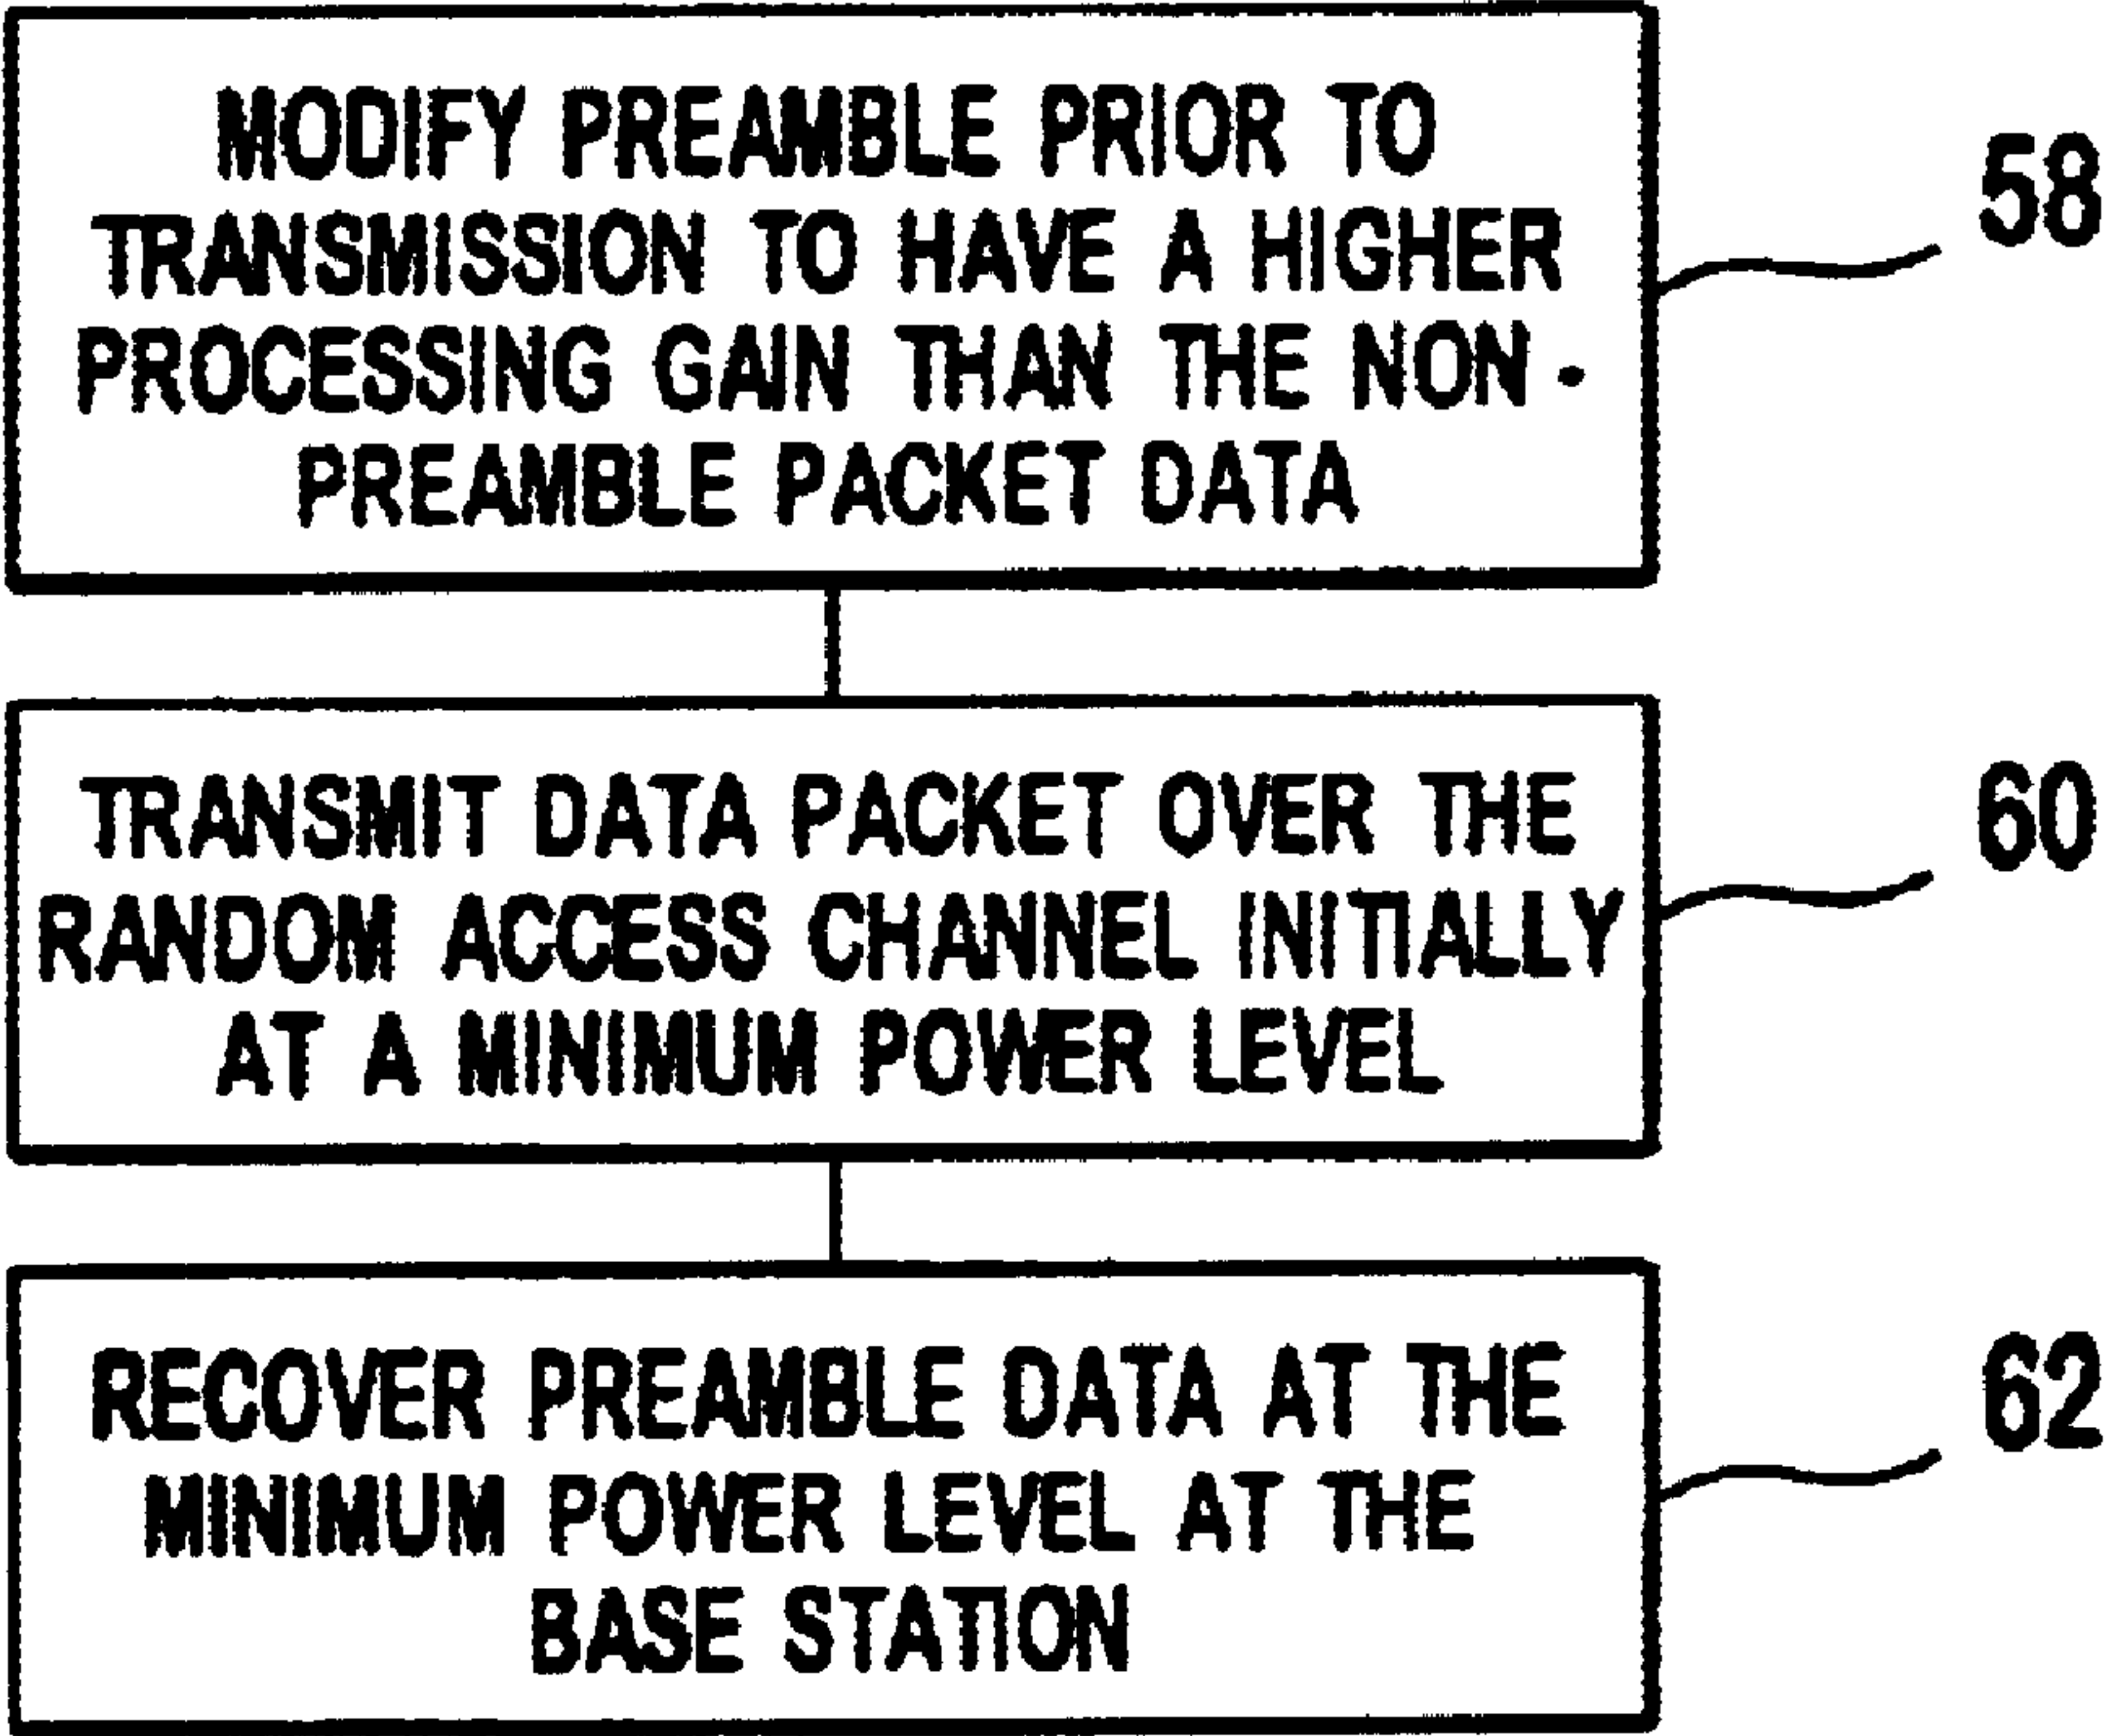 MODIFY PREAMBLE PRIOR TO
TRANSMISSION TO HAVE A HIGHER
PROCESSING GAIN THAN THE NON-
PREAMBLE PACKET DATA
58
TRANSMIT DATA PACKET OVER THE
RANDOM ACCESS CHANNEL INITIALLY
AT A MINIMUM POWER LEVEL
60
RECOVER PREAMBLE DATA AT THE
MINIMUM POWER LEVEL AT THE
BASE STATION
62